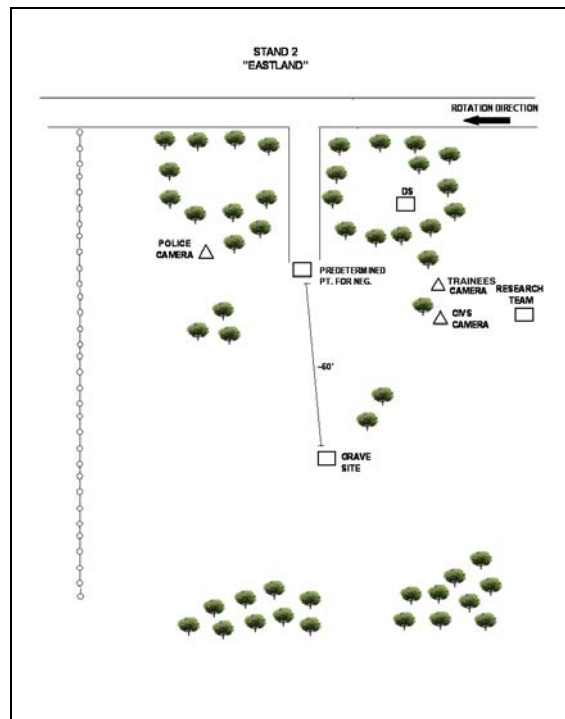 STAND 2
"EASTLAND"
ROTATION DIRECTION
DS
POLICE
CAMERA
PREDETERMINED
PT. FOR NEG.
TRAINEES
CAMERA
RESEARCH
TEAM
CIVS
CAMERA
~60'
GRAVE
SITE